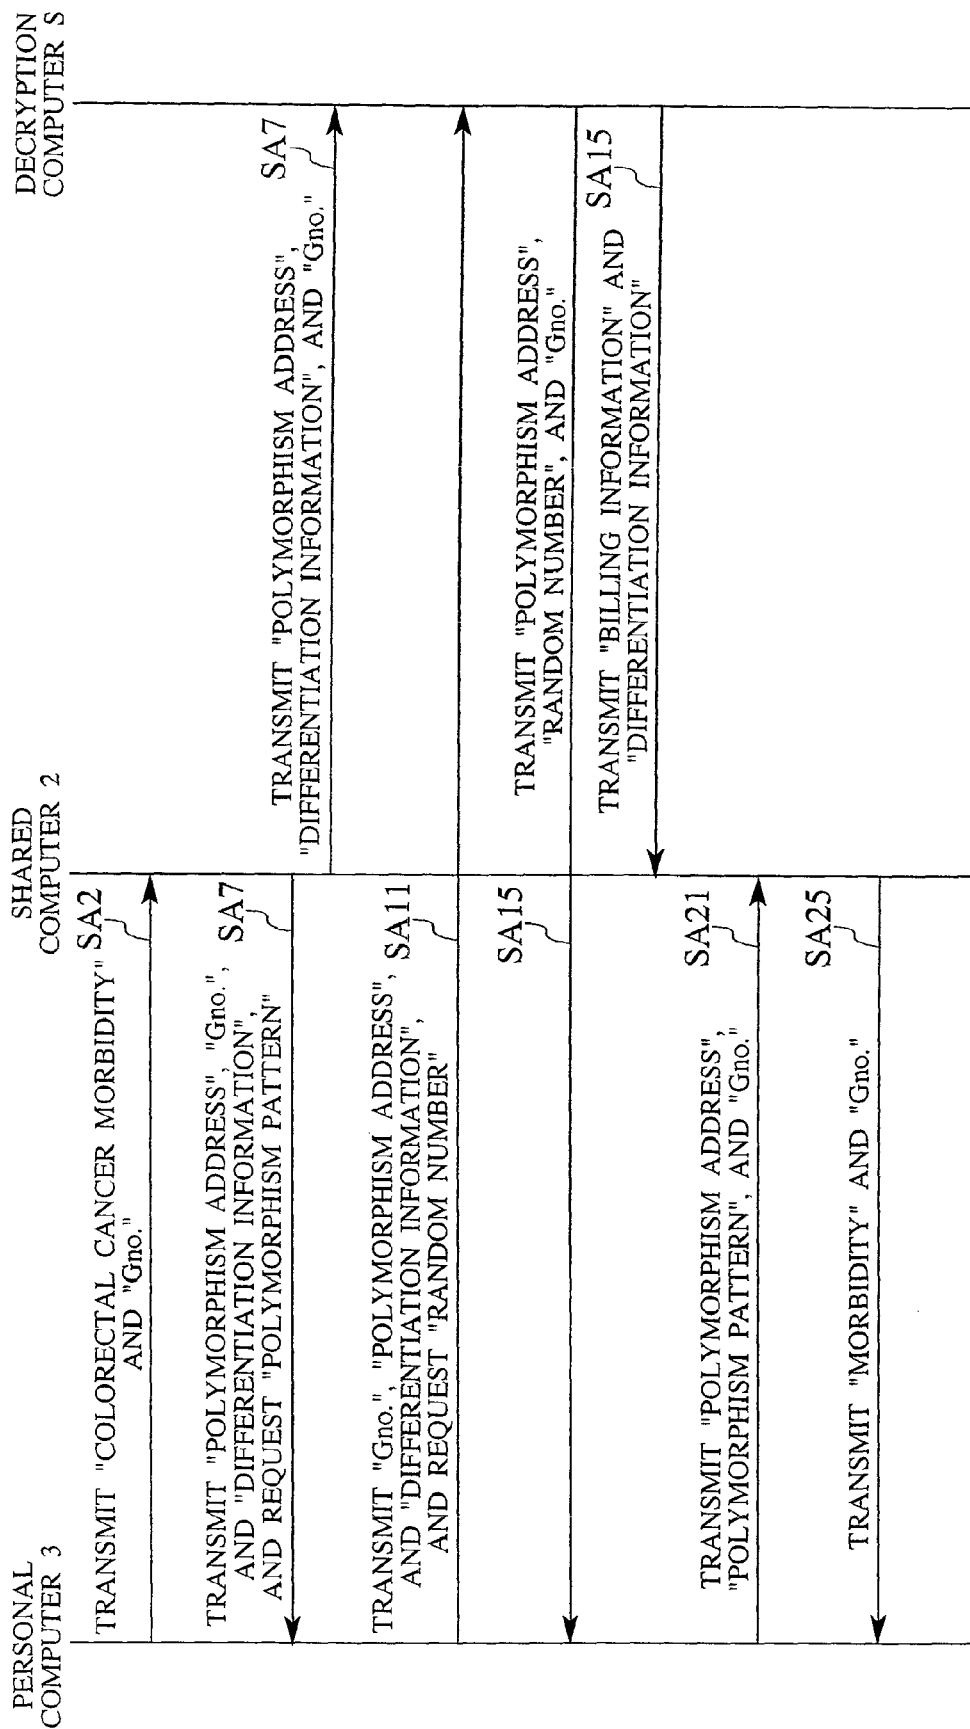 PERSONAL
COMPUTER 3
SHARED
COMPUTER 2
DECRYPTION
COMPUTER S
TRANSMIT "COLORECTAL CANCER MORBIDITY"
AND "Gno."
SA2
TRANSMIT "POLYMORPHISM ADDRESS", "Gno.",
AND "DIFFERENTIATION INFORMATION",
AND REQUEST "POLYMORPHISM PATTERN"
SA7
TRANSMIT "POLYMORPHISM ADDRESS",
"DIFFERENTIATION INFORMATION", AND "Gno."
SA7
TRANSMIT "Gno.", "POLYMORPHISM ADDRESS",
AND "DIFFERENTIATION INFORMATION",
AND REQUEST "RANDOM NUMBER"
SA11
SA15
TRANSMIT "POLYMORPHISM ADDRESS",
"RANDOM NUMBER", AND "Gno."
TRANSMIT "BILLING INFORMATION" AND
"DIFFERENTIATION INFORMATION"
SA15
TRANSMIT "POLYMORPHISM ADDRESS",
"POLYMORPHISM PATTERN", AND "Gno."
SA21
TRANSMIT "MORBIDITY" AND "Gno."
SA25